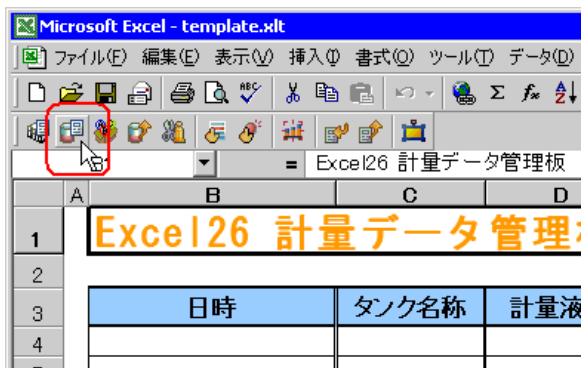 Microsoft Excel - template.xlt
ファイル(F) 編集(E) 表示(V) 挿入(I) 書式(O) ツール(T) データ(D)
ABC Σ fx
= Excel26 計量データ管理板
A B C D
1 Excel26 計量データ管理
2
3 日時 タンク名称 計量液
4